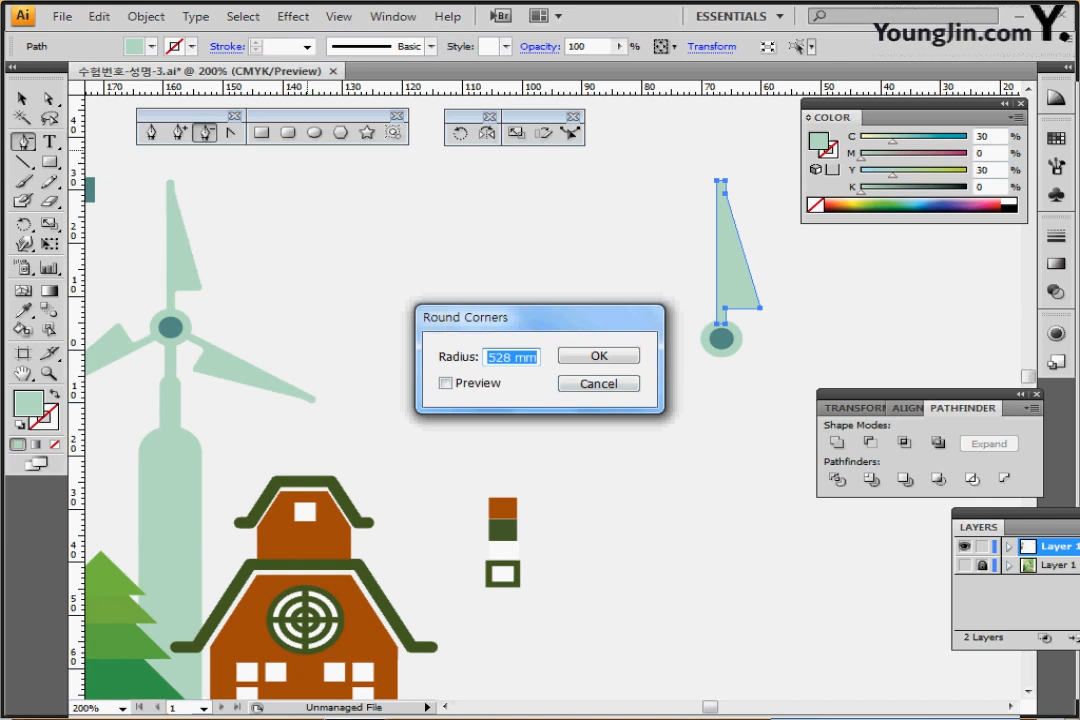 Ai File Edit Object Type Select Effect View Window Help Br ESSENTIALS
YoungJin.com Y.
Path Stroke: Basic Style: Opacity: 100 % Transform
수험번호-성명-3.ai* @ 200% (CMYK/Preview)
170 160 150 140 130 120 110 100 90 80 70 60 50 40 30 20
COLOR
C 30 %
M 0 %
Y 30 %
K 0 %
Round Corners
Radius: 528 mm OK
Preview Cancel
TRANSFORM ALIGN PATHFINDER
Shape Modes:
Expand
Pathfinders:
LAYERS
Layer 1
Layer 1
2 Layers
200% 1 Unmanaged File